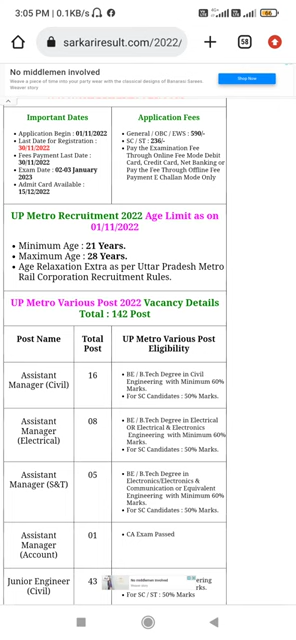 3:05 PM | 0.1KB/s
66
sarkariresult.com/2022/
58
No middlemen involved
Weave a piece of time into your party wear with the classical designs of Banarasi Sarees.
Weaver story
Shop Now
Important Dates
Application Begin : 01/11/2022
Last Date for Registration :
30/11/2022
Fees Payment Last Date :
30/11/2022
Exam Date : 02-03 January
2023
Admit Card Available :
15/12/2022
Application Fees
General / OBC / EWS : 590/-
SC / ST : 236/-
Pay the Examination Fee
Through Online Fee Mode Debit
Card, Credit Card, Net Banking or
Pay the Fee Through Offline Fee
Payment E Challan Mode Only
UP Metro Recruitment 2022 Age Limit as on
01/11/2022
Minimum Age : 21 Years.
Maximum Age : 28 Years.
Age Relaxation Extra as per Uttar Pradesh Metro
Rail Corporation Recruitment Rules.
UP Metro Various Post 2022 Vacancy Details
Total : 142 Post
Post Name
Total
Post
UP Metro Various Post
Eligibility
Assistant
Manager (Civil)
16
BE / B.Tech Degree in Civil
Engineering with Minimum 60%
Marks.
For SC Candidates : 50% Marks.
Assistant
Manager
(Electrical)
08
BE / B.Tech Degree in Electrical
OR Electrical & Electronics
Engineering with Minimum 60%
Marks.
For SC Candidates : 50% Marks.
Assistant
Manager (S&T)
05
BE / B.Tech Degree in
Electronics/Electronics &
Communication or Equivalent
Engineering with Minimum 60%
Marks.
For SC Candidates : 50% Marks.
Assistant
Manager
(Account)
01
CA Exam Passed
Junior Engineer
(Civil)
43
No middlemen involved
Weaver story
ering
rks.
For SC / ST : 50% Marks